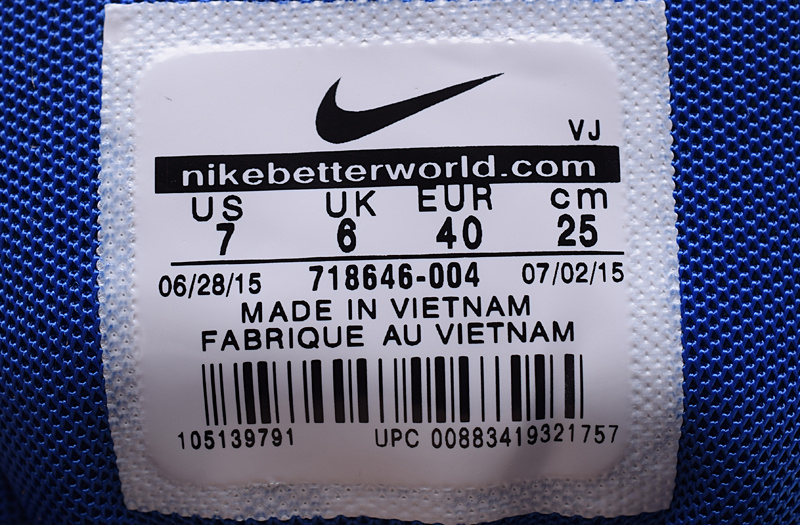 VJ
nikebetterworld.com
US UK EUR cm
7 6 40 25
06/28/15 718646-004 07/02/15
MADE IN VIETNAM
FABRIQUE AU VIETNAM
105139791 UPC 00883419321757